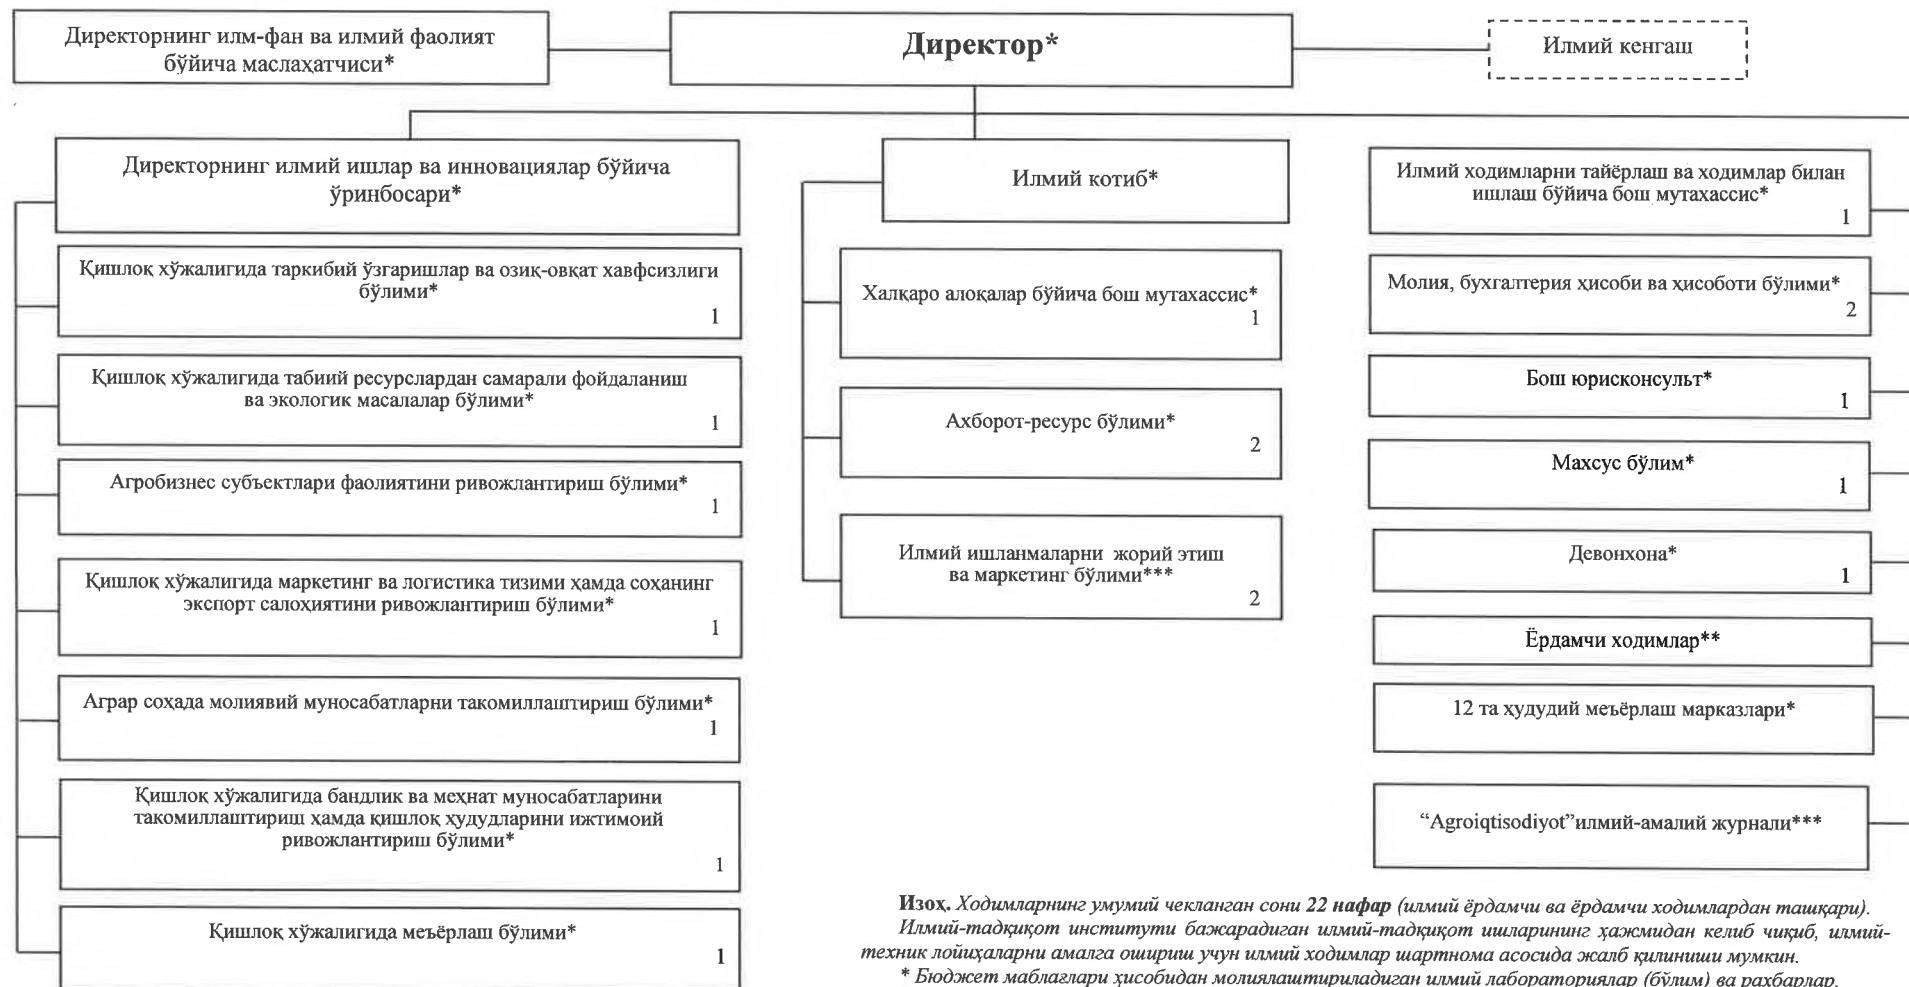 Директорнинг илм-фан ва илмий фаолият
бўйича маслаҳатчиси*
Директор*
Илмий кенгаш
Директорнинг илмий ишлар ва инновациялар бўйича
ўринбосари*
Қишлоқ хўжалигида таркибий ўзгаришлар ва озиқ-овқат хавфсизлиги
бўлими*
1
Қишлоқ хўжалигида табиий ресурслардан самарали фойдаланиш
ва экологик масалалар бўлими*
1
Агробизнес субъектлари фаолиятини ривожлантириш бўлими*
1
Қишлоқ хўжалигида маркетинг ва логистика тизими ҳамда соҳанинг
экспорт салоҳиятини ривожлантириш бўлими*
1
Аграр соҳада молиявий муносабатларни такомиллаштириш бўлими*
1
Қишлоқ хўжалигида бандлик ва меҳнат муносабатларини
такомиллаштириш ҳамда қишлоқ ҳудудларини ижтимоий
ривожлантириш бўлими*
1
Қишлоқ хўжалигида меъёрлаш бўлими*
1
Илмий котиб*
Халқаро алоқалар бўйича бош мутахассис*
1
Ахборот-ресурс бўлими*
2
Илмий ишланмаларни жорий этиш
ва маркетинг бўлими***
2
Илмий ходимларни тайёрлаш ва ходимлар билан
ишлаш бўйича бош мутахассис*
1
Молия, бухгалтерия ҳисоби ва ҳисоботи бўлими*
2
Бош юрисконсульт*
1
Махсус бўлим*
1
Девонхона*
1
Ёрдамчи ходимлар**
12 та ҳудудий меъёрлаш марказлари*
“Agroiqtisodiyot”илмий-амалий журнали***
Изоҳ. Ходимларнинг умумий чекланган сони 22 нафар (илмий ёрдамчи ва ёрдамчи ходимлардан ташқари).
Илмий-тадқиқот институти бажарадиган илмий-тадқиқот ишларининг ҳажмидан келиб чиқиб, илмий-
техник лойиҳаларни амалга ошириш учун илмий ходимлар шартнома асосида жалб қилиниши мумкин.
* Бюджет маблағлари ҳисобидан молиялаштириладиган илмий лабораториялар (бўлим) ва раҳбарлар.